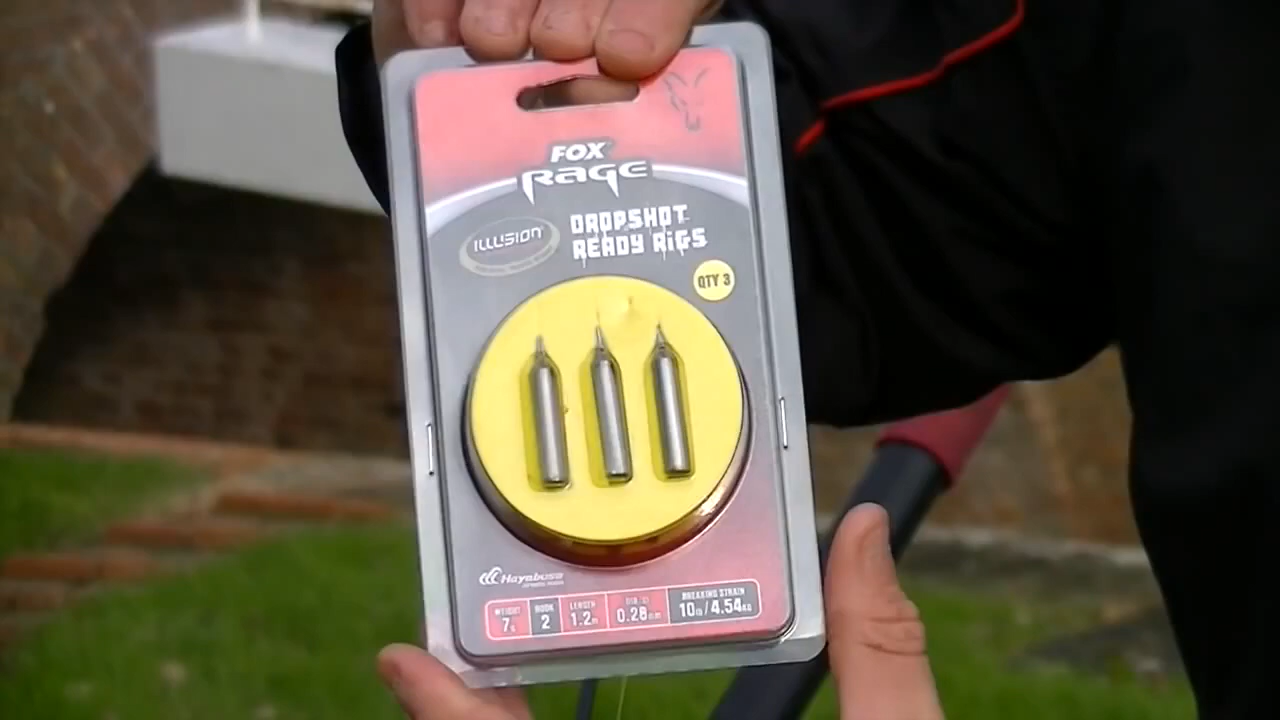 FOX
RAGE
ILLUSION
DROPSHOT
READY RIGS
QTY 3
Hayabusa
WEIGHT
7g
HOOK
2
LENGTH
1.2m
0.28mm
BREAKING STRAIN
10lb/4.54KG